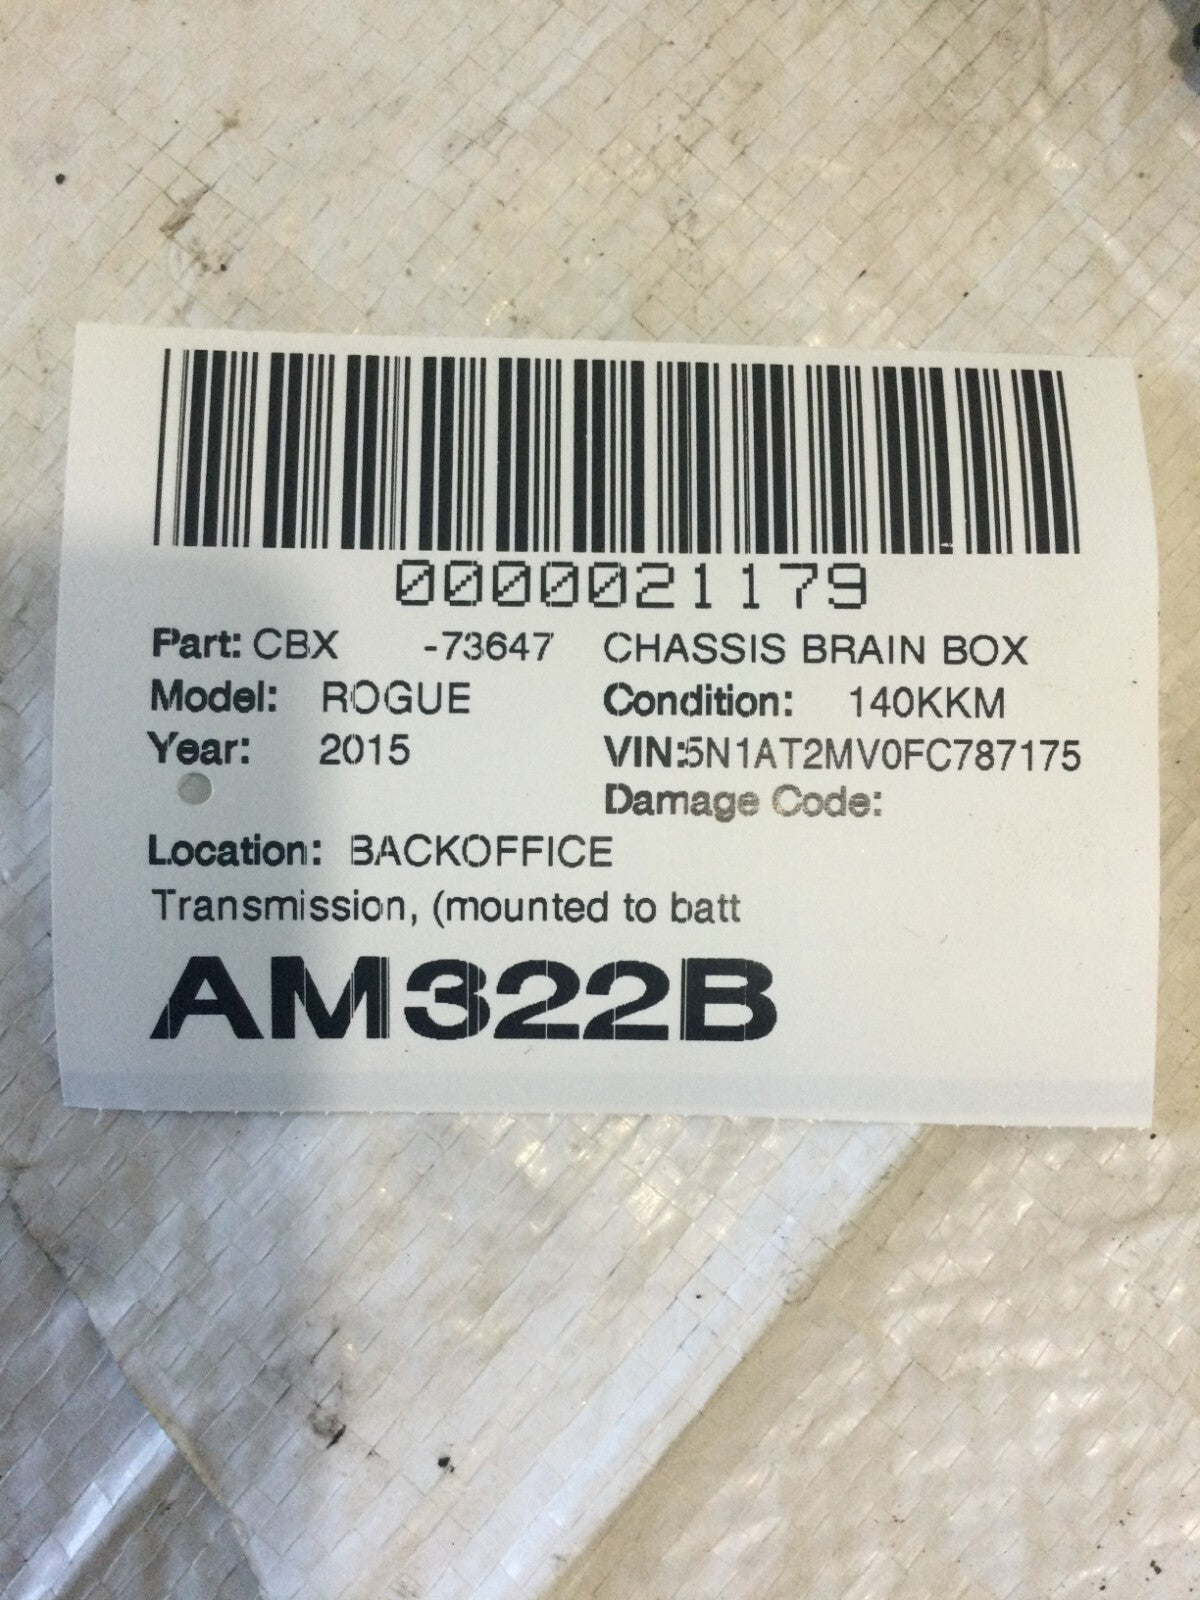 0000021179
Part: CBX -73647 CHASSIS BRAIN BOX
Model: ROGUE Condition: 140KKM
Year: 2015 VIN:5N1AT2MV0FC787175
Damage Code:
Location: BACKOFFICE
Transmission, (mounted to batt
AM322B